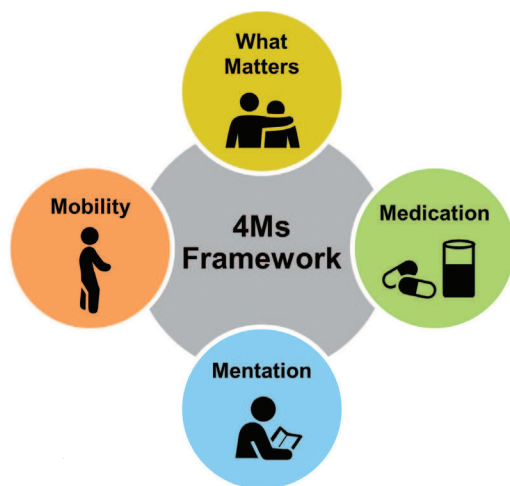 What
Matters
Mobility
4Ms
Framework
Medication
Mentation